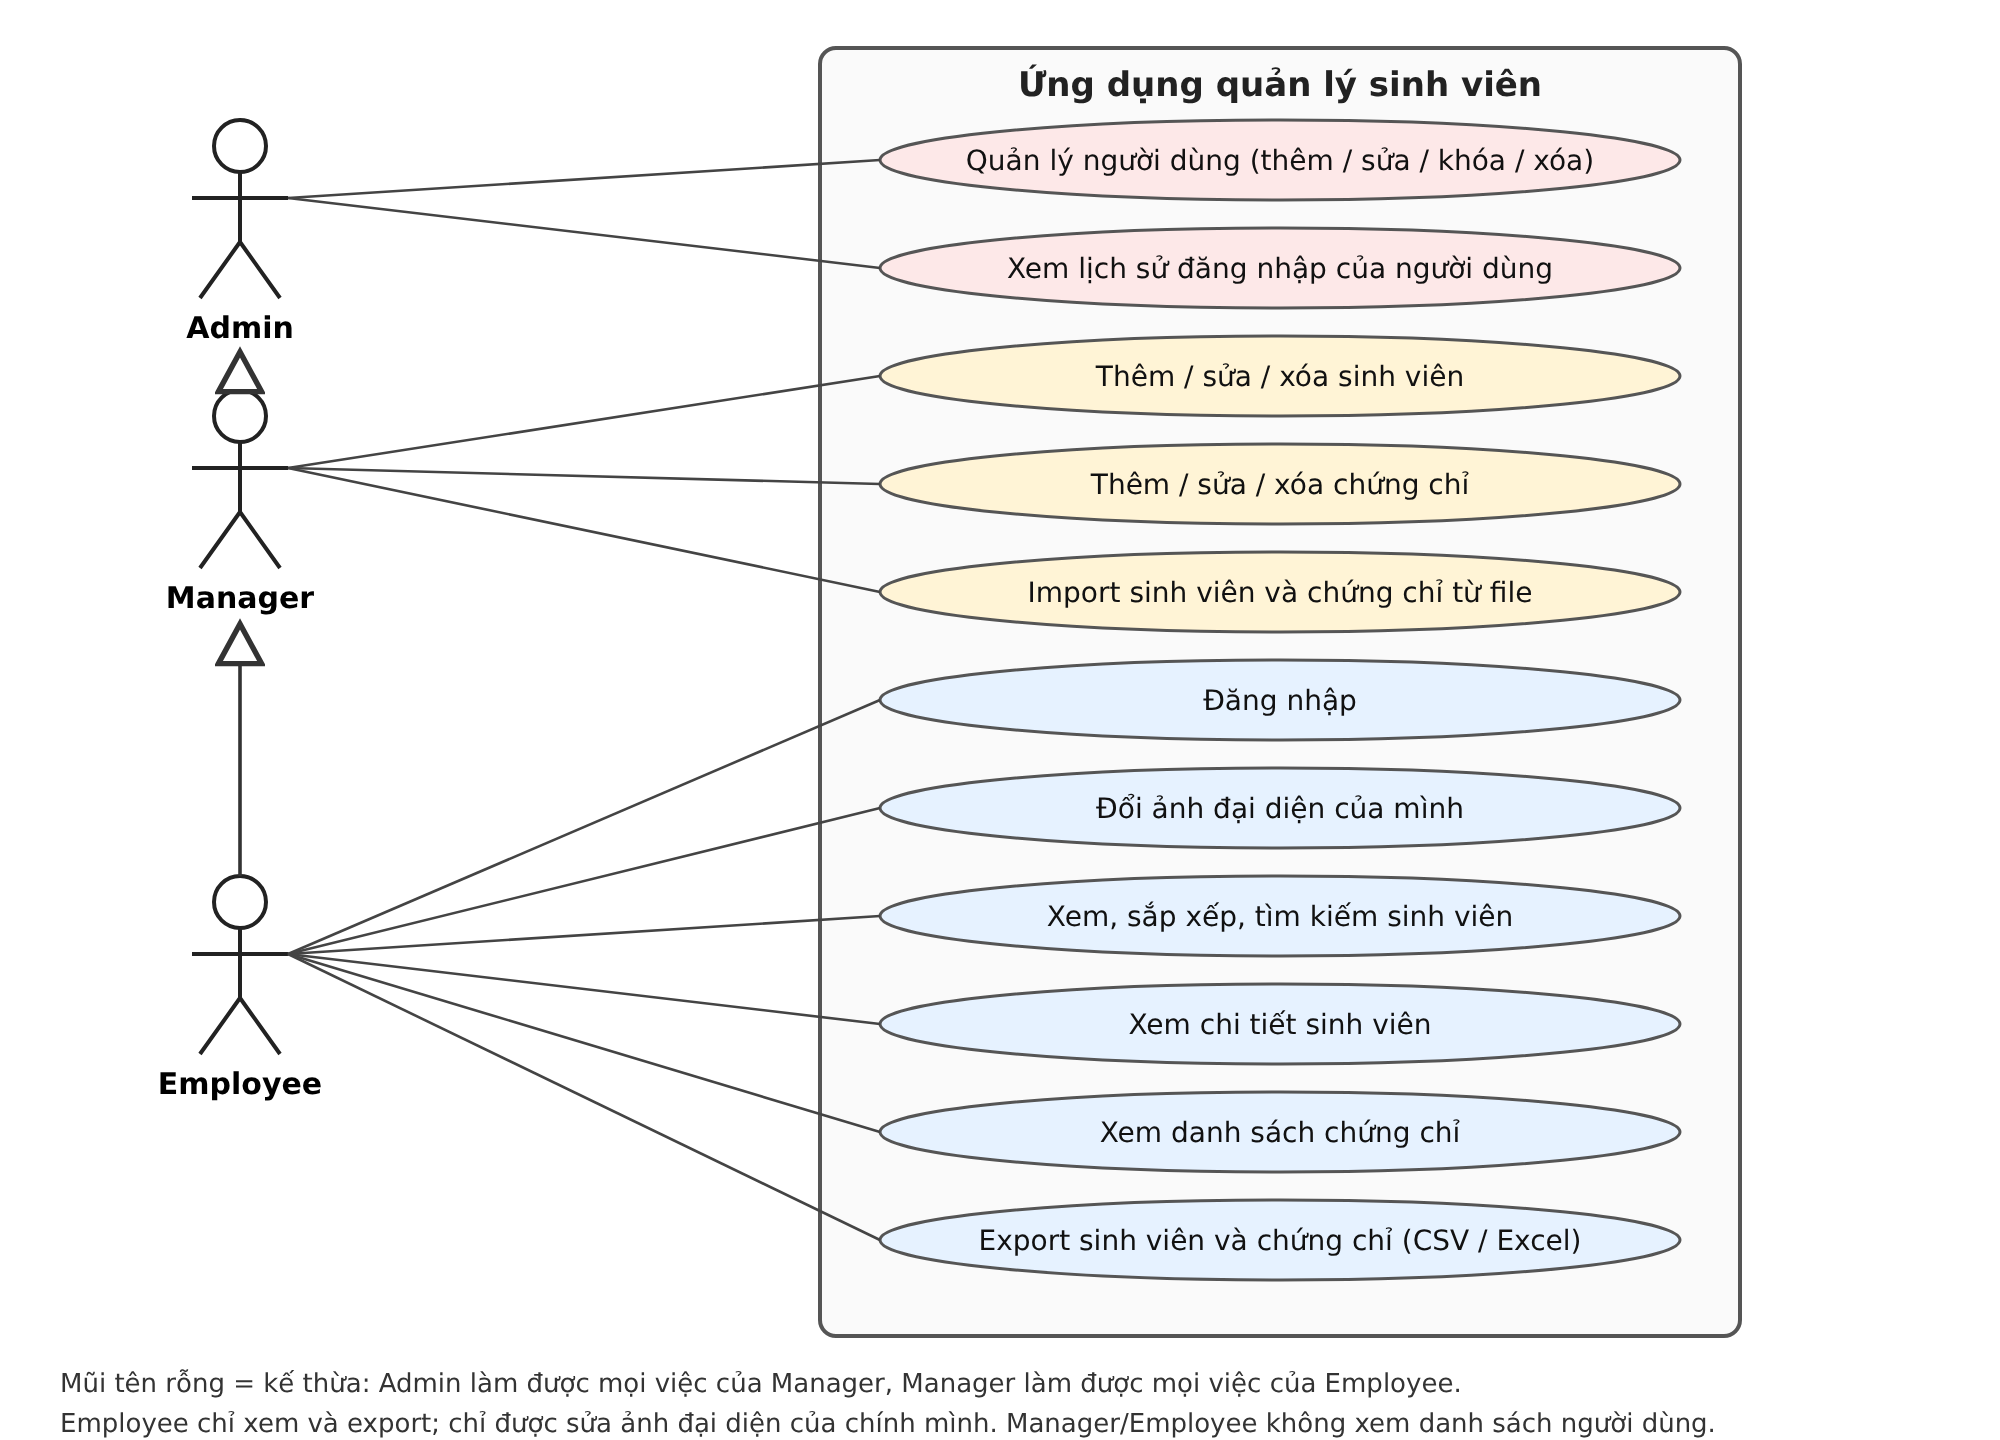 Ứng dụng quản lý sinh viên
Quản lý người dùng (thêm / sửa / khóa / xóa)
Xem lịch sử đăng nhập của người dùng
Admin
Thêm / sửa / xóa sinh viên
Thêm / sửa / xóa chứng chỉ
Import sinh viên và chứng chỉ từ file
Manager
Đăng nhập
Đổi ảnh đại diện của mình
Xem, sắp xếp, tìm kiếm sinh viên
Xem chi tiết sinh viên
Employee
Xem danh sách chứng chỉ
Export sinh viên và chứng chỉ (CSV / Excel)
Mũi tên rỗng = kế thừa: Admin làm được mọi việc của Manager, Manager làm được mọi việc của Employee.
Employee chỉ xem và export; chỉ được sửa ảnh đại diện của chính mình. Manager/Employee không xem danh sách người dùng.